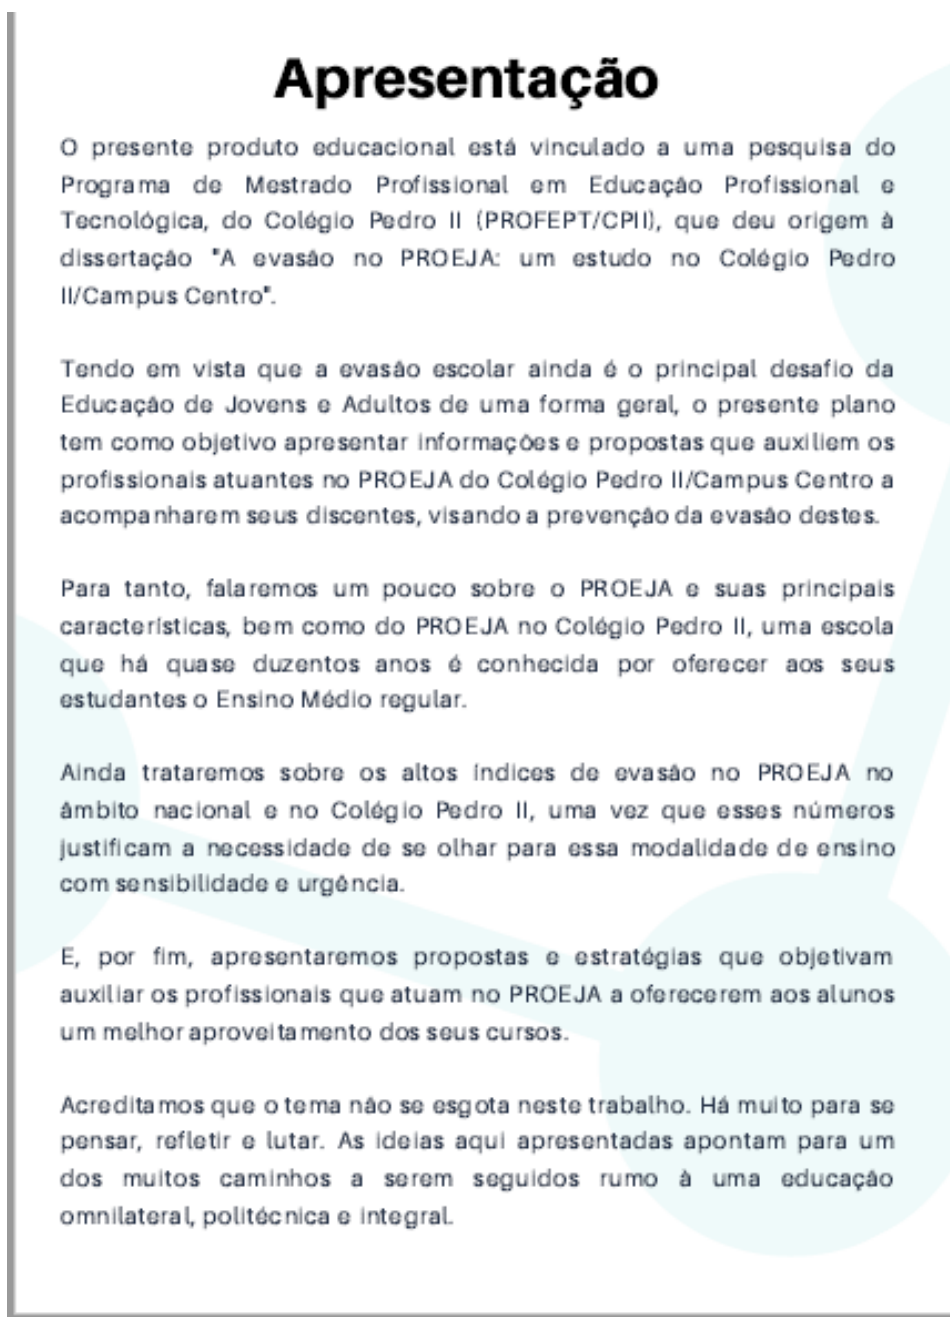 Apresentação
O presente produto educacional está vinculado a uma pesquisa do
Programa de Mestrado Profissional em Educação Profissional e
Tecnológica, do Colégio Pedro II (PROFEPT/CPII), que deu origem à
dissertação "A evasão no PROEJA: um estudo no Colégio Pedro
II/Campus Centro".
Tendo em vista que a evasão escolar ainda é o principal desafio da
Educação de Jovens e Adultos de uma forma geral, o presente plano
tem como objetivo apresentar informações e propostas que auxiliem os
profissionais atuantes no PROEJA do Colégio Pedro II/Campus Centro a
acompanharem seus discentes, visando a prevenção da evasão destes.
Para tanto, falaremos um pouco sobre o PROEJA e suas principais
características, bem como do PROEJA no Colégio Pedro II, uma escola
que há quase duzentos anos é conhecida por oferecer aos seus
estudantes o Ensino Médio regular.
Ainda trataremos sobre os altos índices de evasão no PROEJA no
âmbito nacional e no Colégio Pedro II, uma vez que esses números
justificam a necessidade de se olhar para essa modalidade de ensino
com sensibilidade e urgência.
E, por fim, apresentaremos propostas e estratégias que objetivam
auxiliar os profissionais que atuam no PROEJA a oferecerem aos alunos
um melhor aproveitamento dos seus cursos.
Acreditamos que o tema não se esgota neste trabalho. Há muito para se
pensar, refletir e lutar. As ideias aqui apresentadas apontam para um
dos muitos caminhos a serem seguidos rumo à uma educação
omnilateral, politécnica e integral.